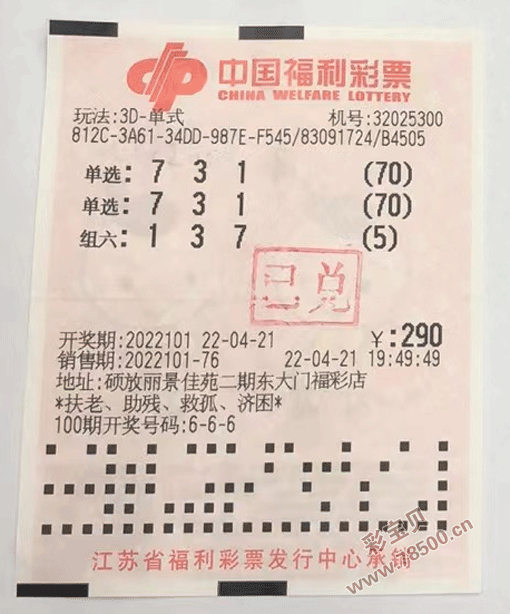 中国福利彩票
CHINA WELFARE LOTTERY
玩法:3D-单式 机号:32025300
812C-3A61-34DD-987E-F545/83091724/B4505
单选: 7 3 1 (70)
单选: 7 3 1 (70)
组六: 1 3 7 (5)
已兑
开奖期:2022101 22-04-21 ¥:290
销售期:2022101-76 22-04-21 19:49:49
地址:硕放丽景佳苑二期东大门福彩店
*扶老、助残、救孤、济困*
100期开奖号码:6-6-6
彩宝贝
78500.cn
江苏省福利彩票发行中心承销